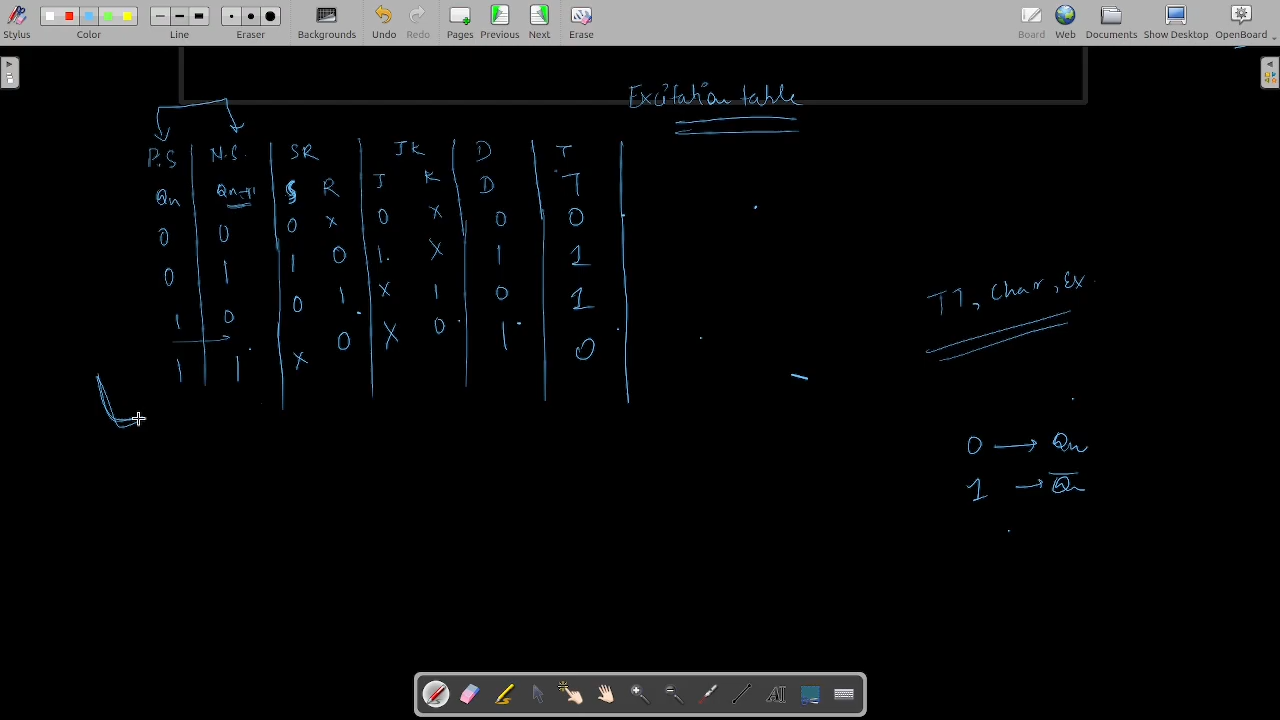 Stylus Color Line Eraser Backgrounds Undo Redo Pages Previous Next Erase Board Web Documents Show Desktop OpenBoard
Excitation table
P.S N.S. SR JK D T
Qn Qn+1 S R J K D T
0 0 0 x 0 x 0 0
0 1 1 0 1 x 1 1
1 0 0 1 x 1 0 1
1 1 x 0 x 0 1 0
TT, Char, Ex.
0 → Qn
1 → Q̅n